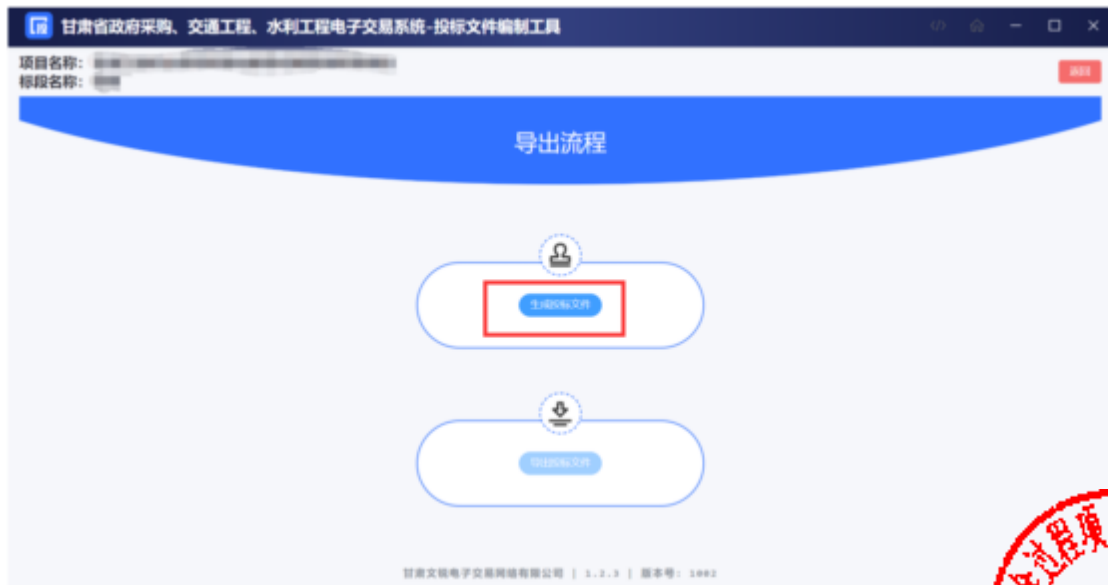 投 甘肃省政府采购、交通工程、水利工程电子交易系统-投标文件编制工具
项目名称：
标段名称：
返回
导出流程
生成投标文件
导出投标文件
甘肃文锐电子交易网络有限公司 | 1.2.3 | 版本号: 1002
过程项